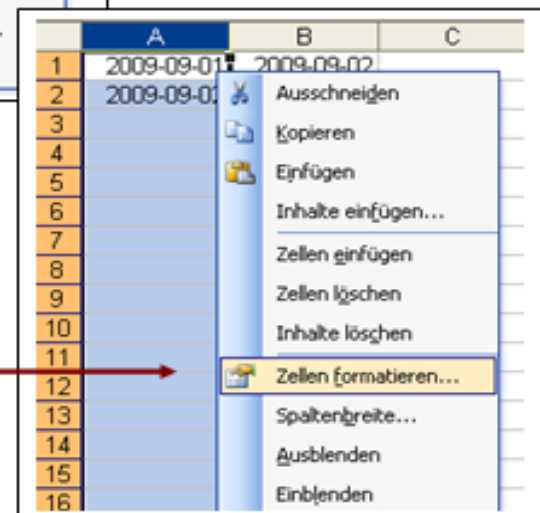 A B C
1 2009-09-01 2009-09-02
2 2009-09-02
3
4
5
6
7
8
9
10
11
12
13
14
15
16
Ausschneiden
Kopieren
Einfügen
Inhalte einfügen...
Zellen einfügen
Zellen löschen
Inhalte löschen
Zellen formatieren...
Spaltenbreite...
Ausblenden
Einblenden